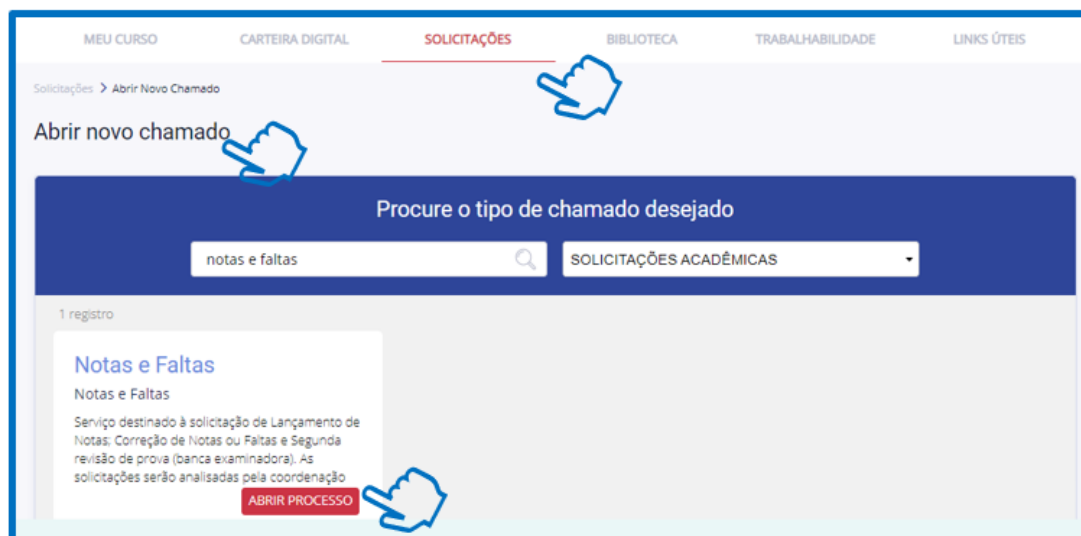 MEU CURSO CARTEIRA DIGITAL SOLICITAÇÕES BIBLIOTECA TRABALHABILIDADE LINKS ÚTEIS
Solicitações > Abrir Novo Chamado
Abrir novo chamado
Procure o tipo de chamado desejado
notas e faltas SOLICITAÇÕES ACADÊMICAS
1 registro
Notas e Faltas
Notas e Faltas
Serviço destinado à solicitação de Lançamento de
Notas; Correção de Notas ou Faltas e Segunda
revisão de prova (banca examinadora). As
solicitações serão analisadas pela coordenação
ABRIR PROCESSO